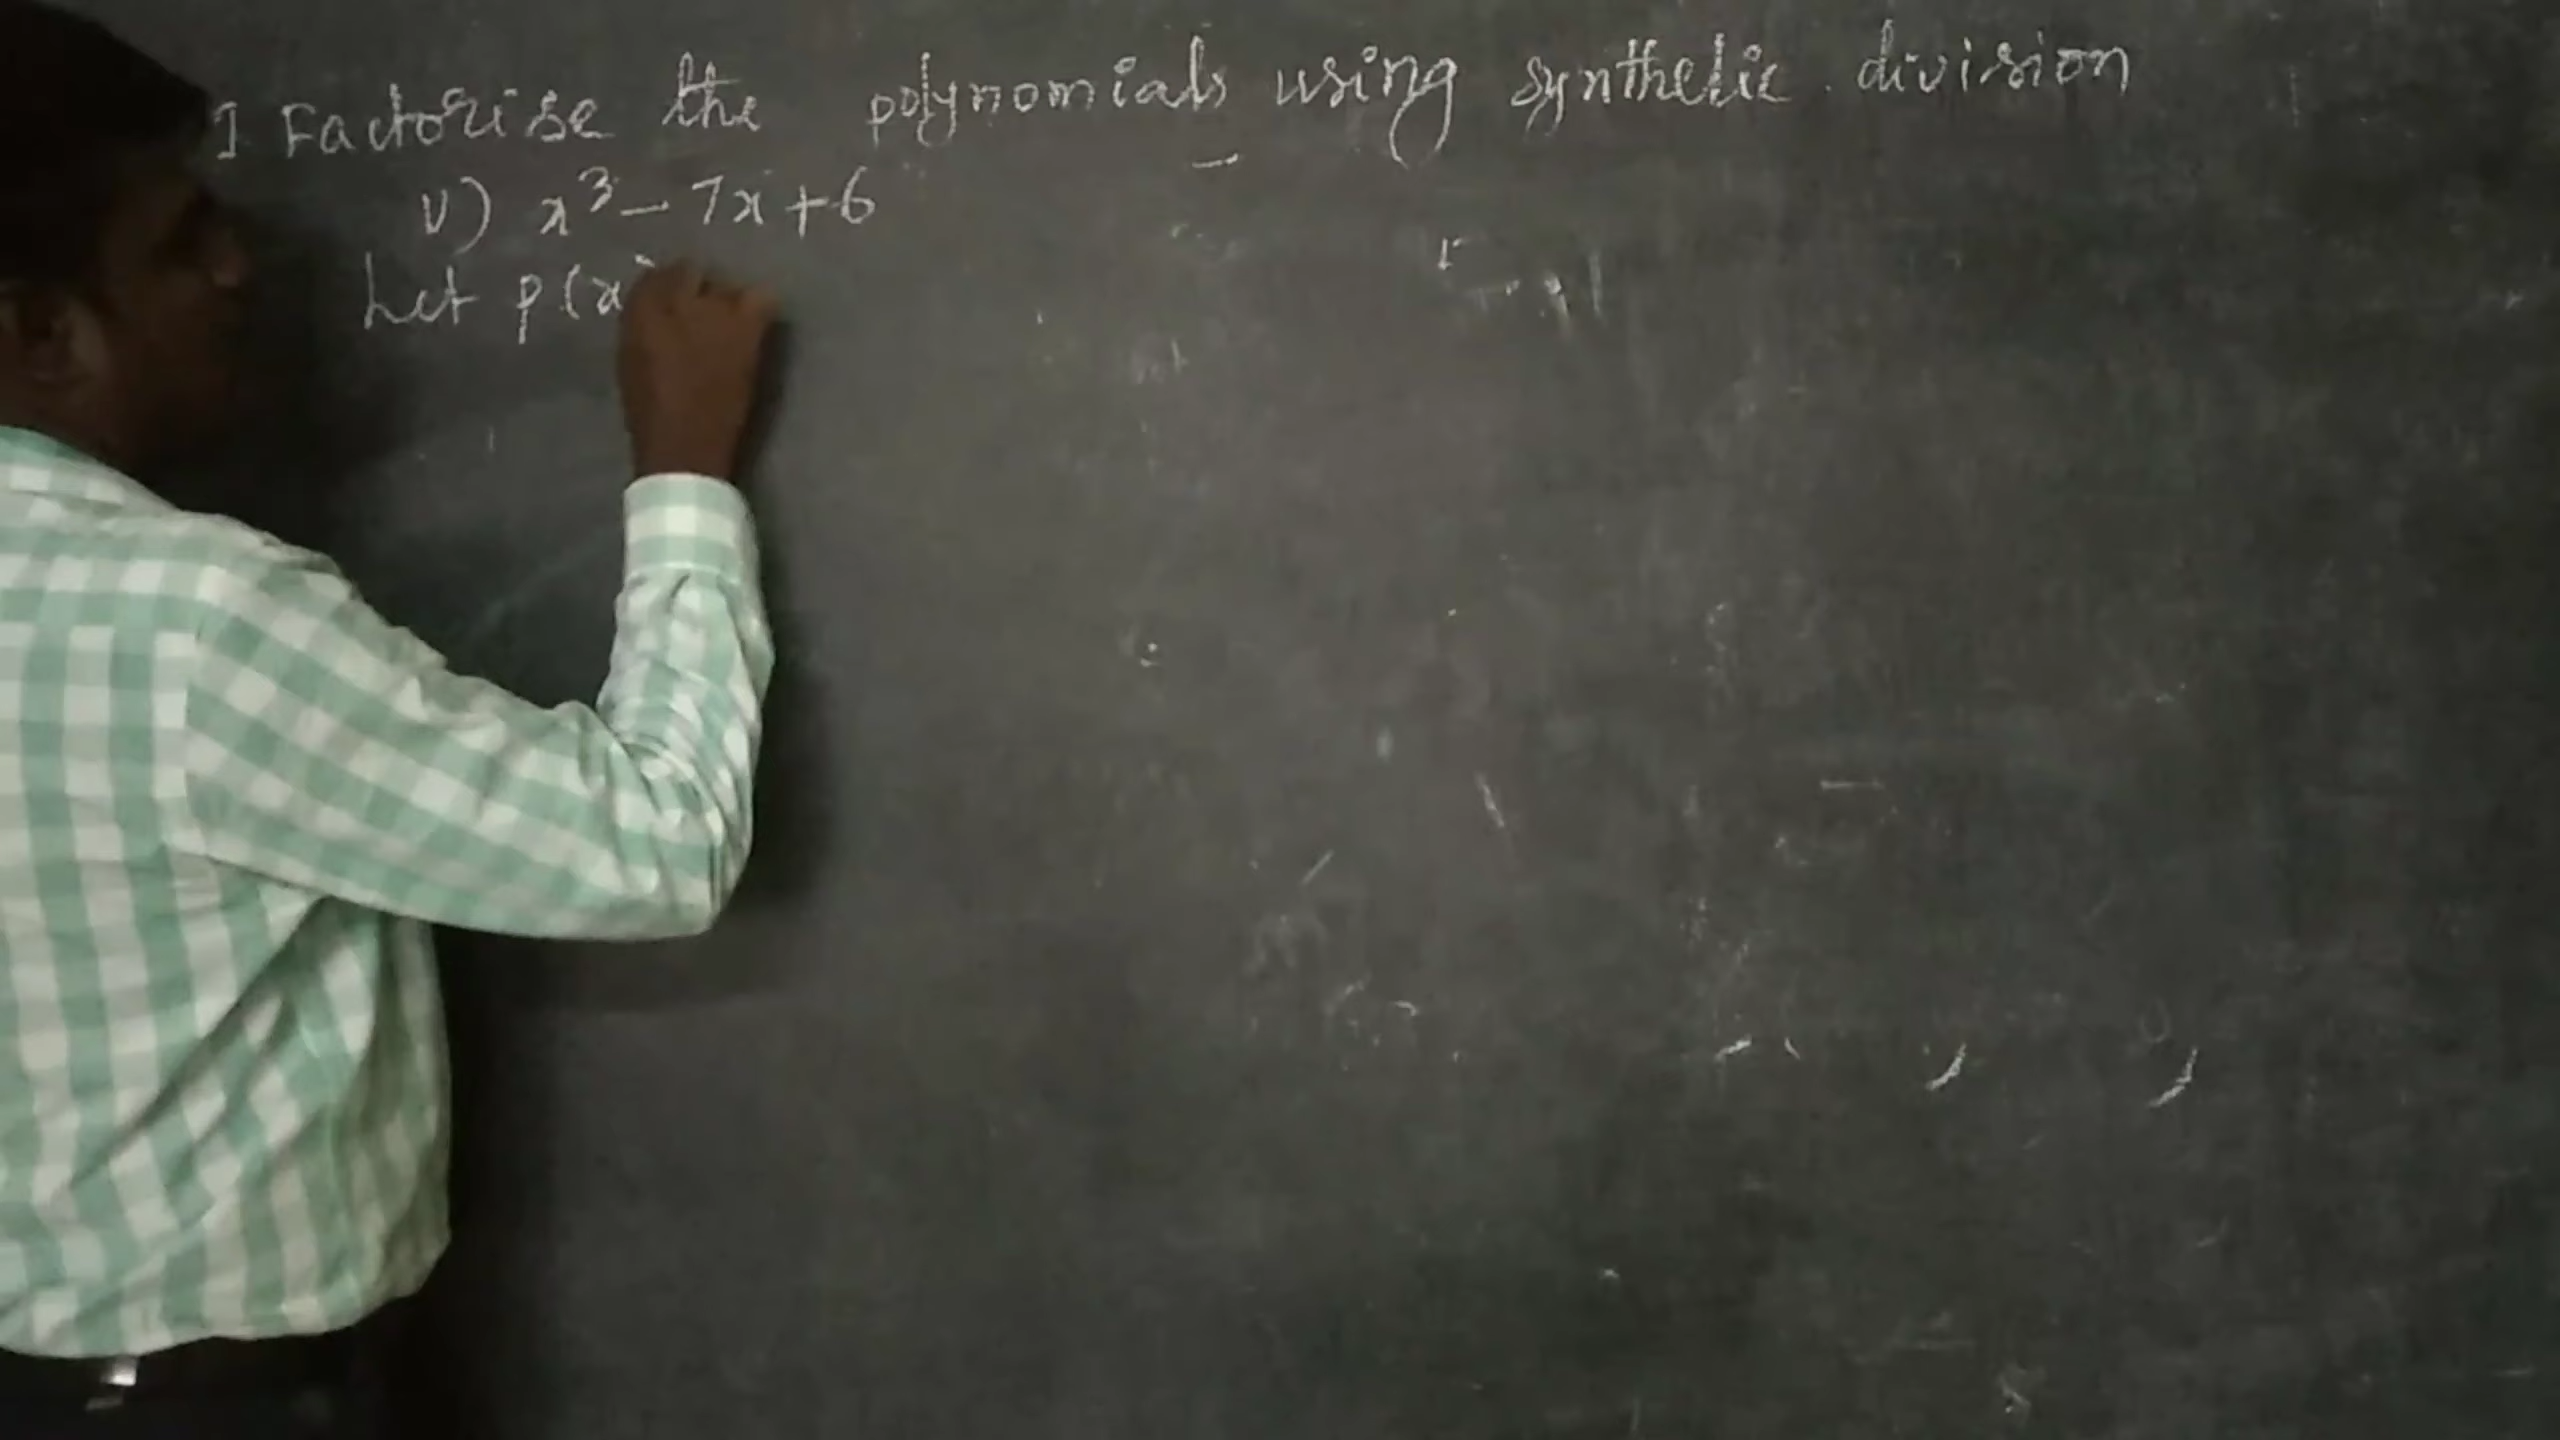 I Factorise the polynomials using synthetic division
v) x³ - 7x + 6
Let p(x)